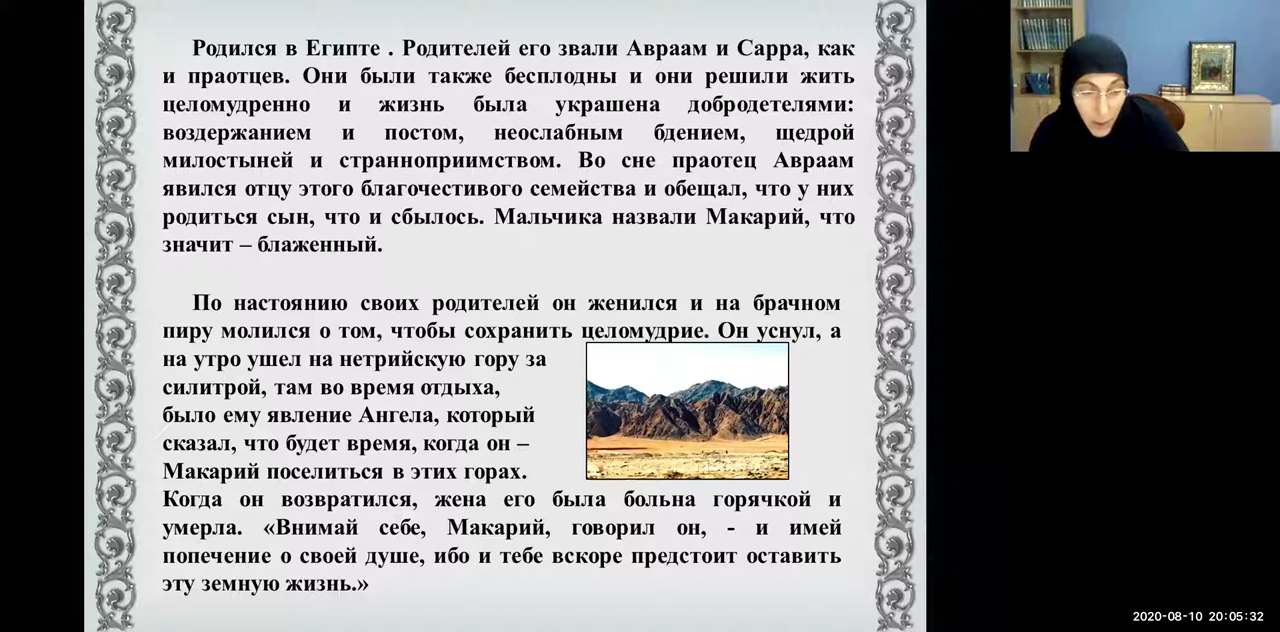 Родился в Египте . Родителей его звали Авраам и Сарра, как
и праотцев. Они были также бесплодны и они решили жить
целомудренно и жизнь была украшена добродетелями:
воздержанием и постом, неослабным бдением, щедрой
милостыней и странноприимством. Во сне праотец Авраам
явился отцу этого благочестивого семейства и обещал, что у них
родиться сын, что и сбылось. Мальчика назвали Макарий, что
значит – блаженный.
По настоянию своих родителей он женился и на брачном
пиру молился о том, чтобы сохранить целомудрие. Он уснул, а
на утро ушел на нетрийскую гору за
силитрой, там во время отдыха,
было ему явление Ангела, который
сказал, что будет время, когда он –
Макарий поселиться в этих горах.
Когда он возвратился, жена его была больна горячкой и
умерла. «Внимай себе, Макарий, говорил он, - и имей
попечение о своей душе, ибо и тебе вскоре предстоит оставить
эту земную жизнь.»
2020-08-10 20:05:32